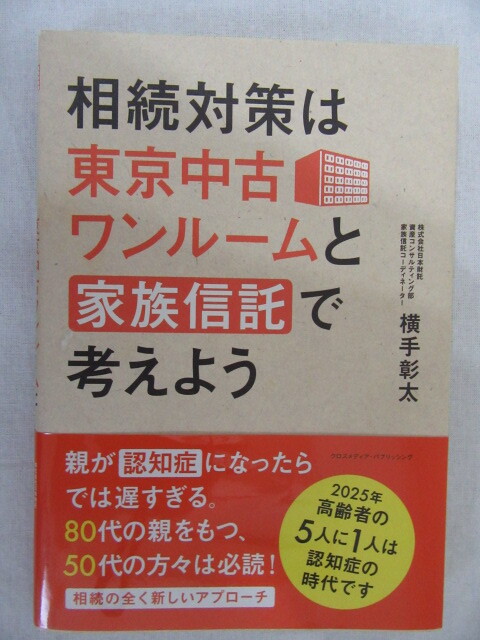 相続対策は
東京中古
ワンルームと
家族信託で
考えよう
株式会社日本財託
資産コンサルティング部
家族信託コーディネーター
横手彰太
クロスメディア・パブリッシング
親が認知症になったら
では遅すぎる。
80代の親をもつ、
50代の方々は必読！
相続の全く新しいアプローチ
2025年
高齢者の
5人に1人は
認知症の
時代です